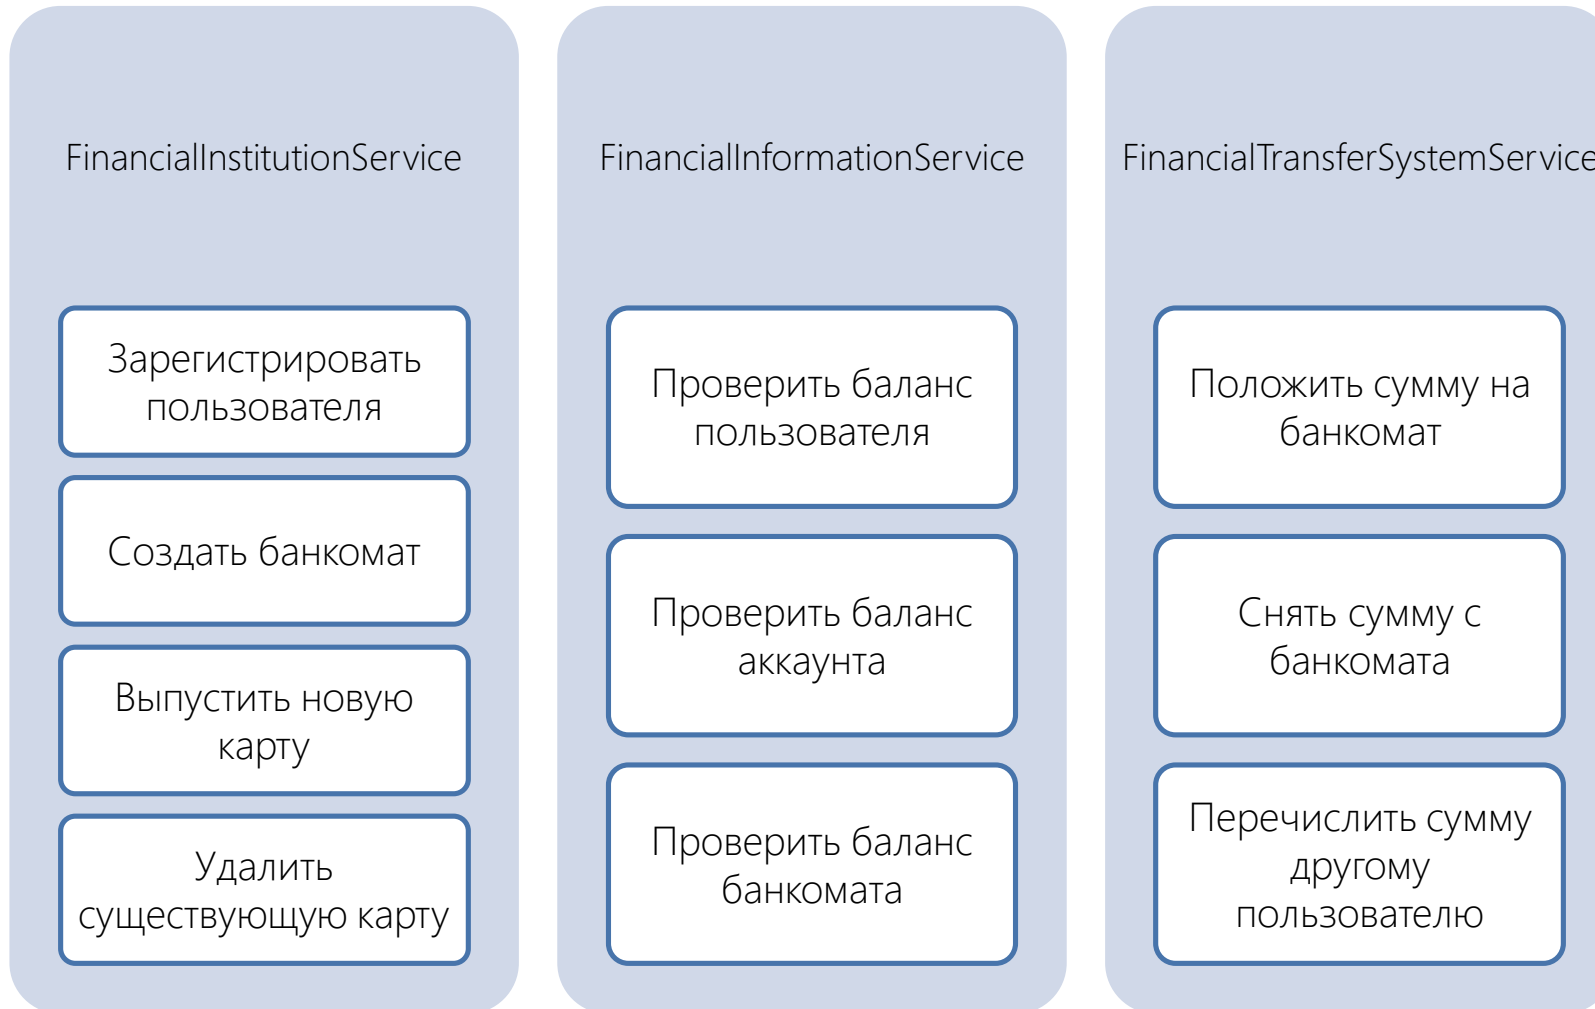 FinancialInstitutionService
Зарегистрировать
пользователя
Создать банкомат
Выпустить новую
карту
Удалить
существующую карту
FinancialInformationService
Проверить баланс
пользователя
Проверить баланс
аккаунта
Проверить баланс
банкомата
FinancialTransferSystemService
Положить сумму на
банкомат
Снять сумму с
банкомата
Перечислить сумму
другому
пользователю